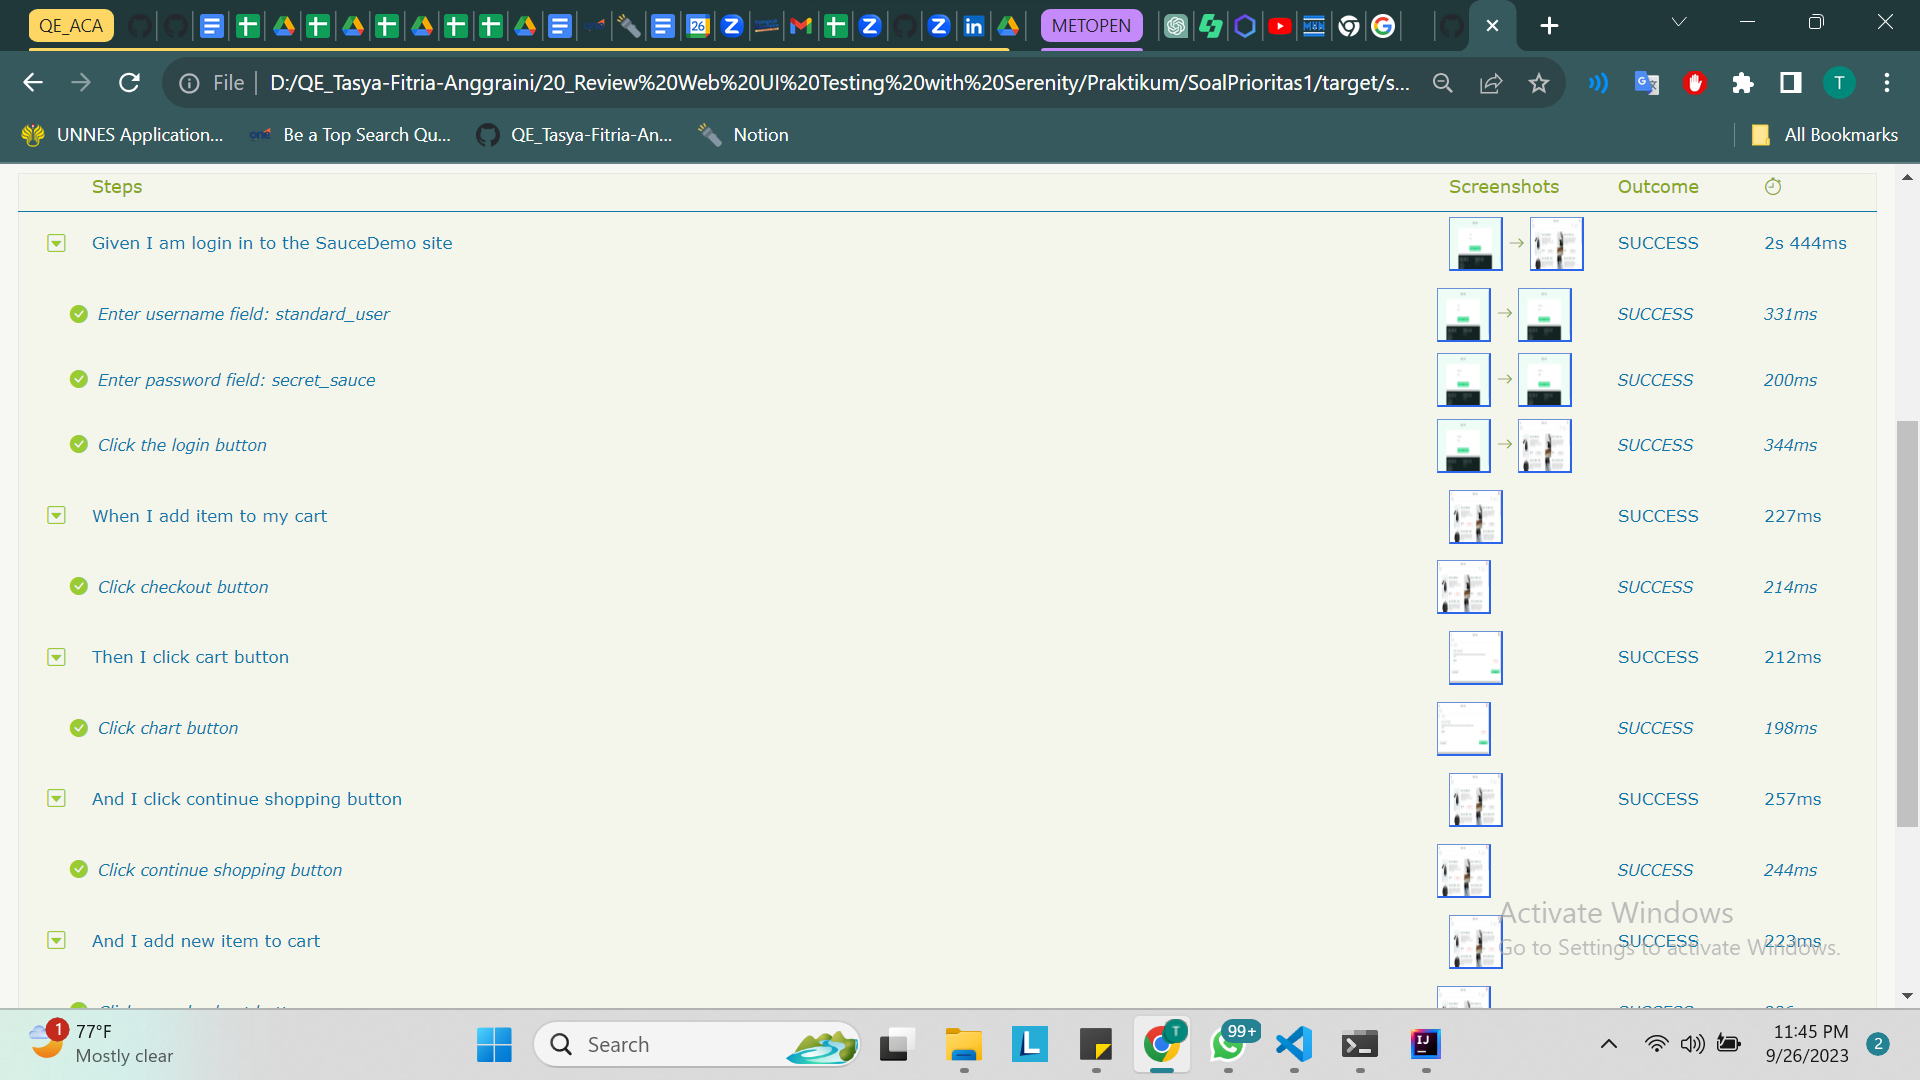 QE_ACA
26
METOPEN
File
D:/QE_Tasya-Fitria-Anggraini/20_Review%20Web%20UI%20Testing%20with%20Serenity/Praktikum/SoalPrioritas1/target/s...
T
UNNES Application...
one
Be a Top Search Qu...
QE_Tasya-Fitria-An...
Notion
All Bookmarks
Steps Screenshots Outcome
Given I am login in to the SauceDemo site SUCCESS 2s 444ms
Enter username field: standard_user SUCCESS 331ms
Enter password field: secret_sauce SUCCESS 200ms
Click the login button SUCCESS 344ms
When I add item to my cart SUCCESS 227ms
Click checkout button SUCCESS 214ms
Then I click cart button SUCCESS 212ms
Click chart button SUCCESS 198ms
And I click continue shopping button SUCCESS 257ms
Click continue shopping button SUCCESS 244ms
Activate Windows
And I add new item to cart SUCCESS 223ms
Go to Settings to activate Windows.
1
77°F
Mostly clear
Search
L
T
99+
IJ
11:45 PM
9/26/2023
2